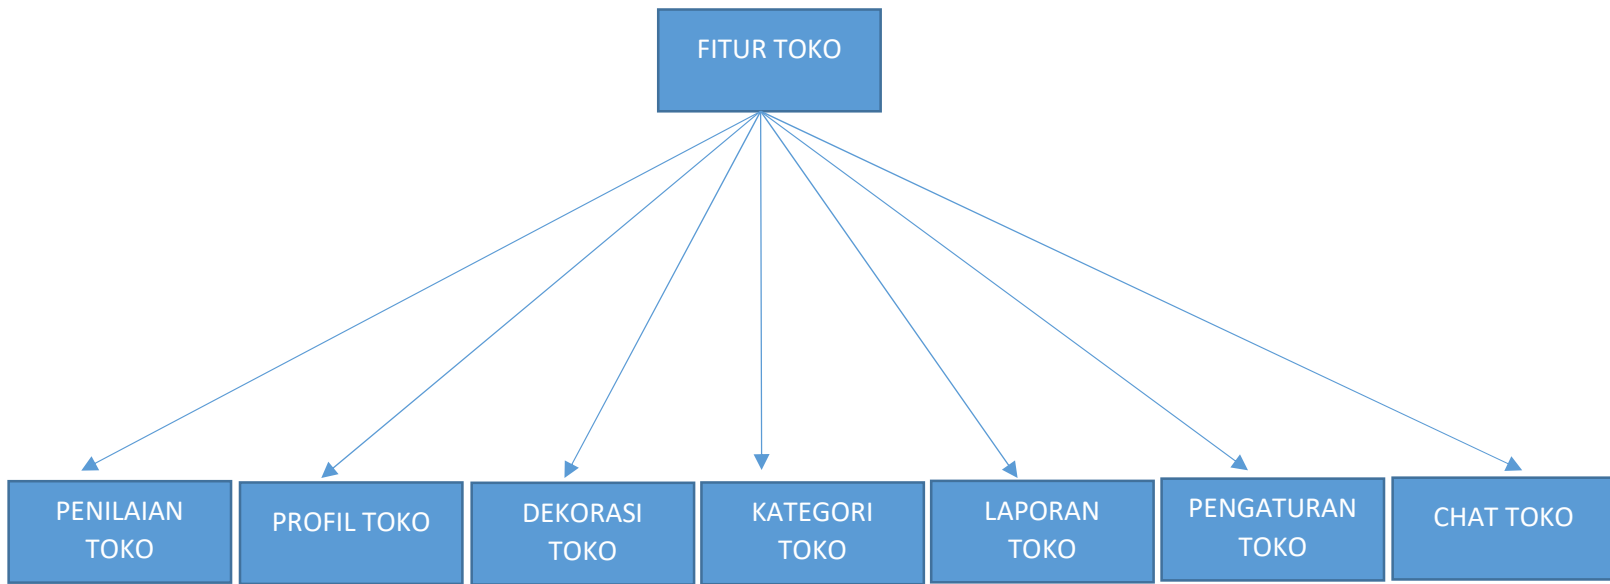 FITUR TOKO
PENILAIAN
TOKO
PROFIL TOKO
DEKORASI
TOKO
KATEGORI
TOKO
LAPORAN
TOKO
PENGATURAN
TOKO
CHAT TOKO